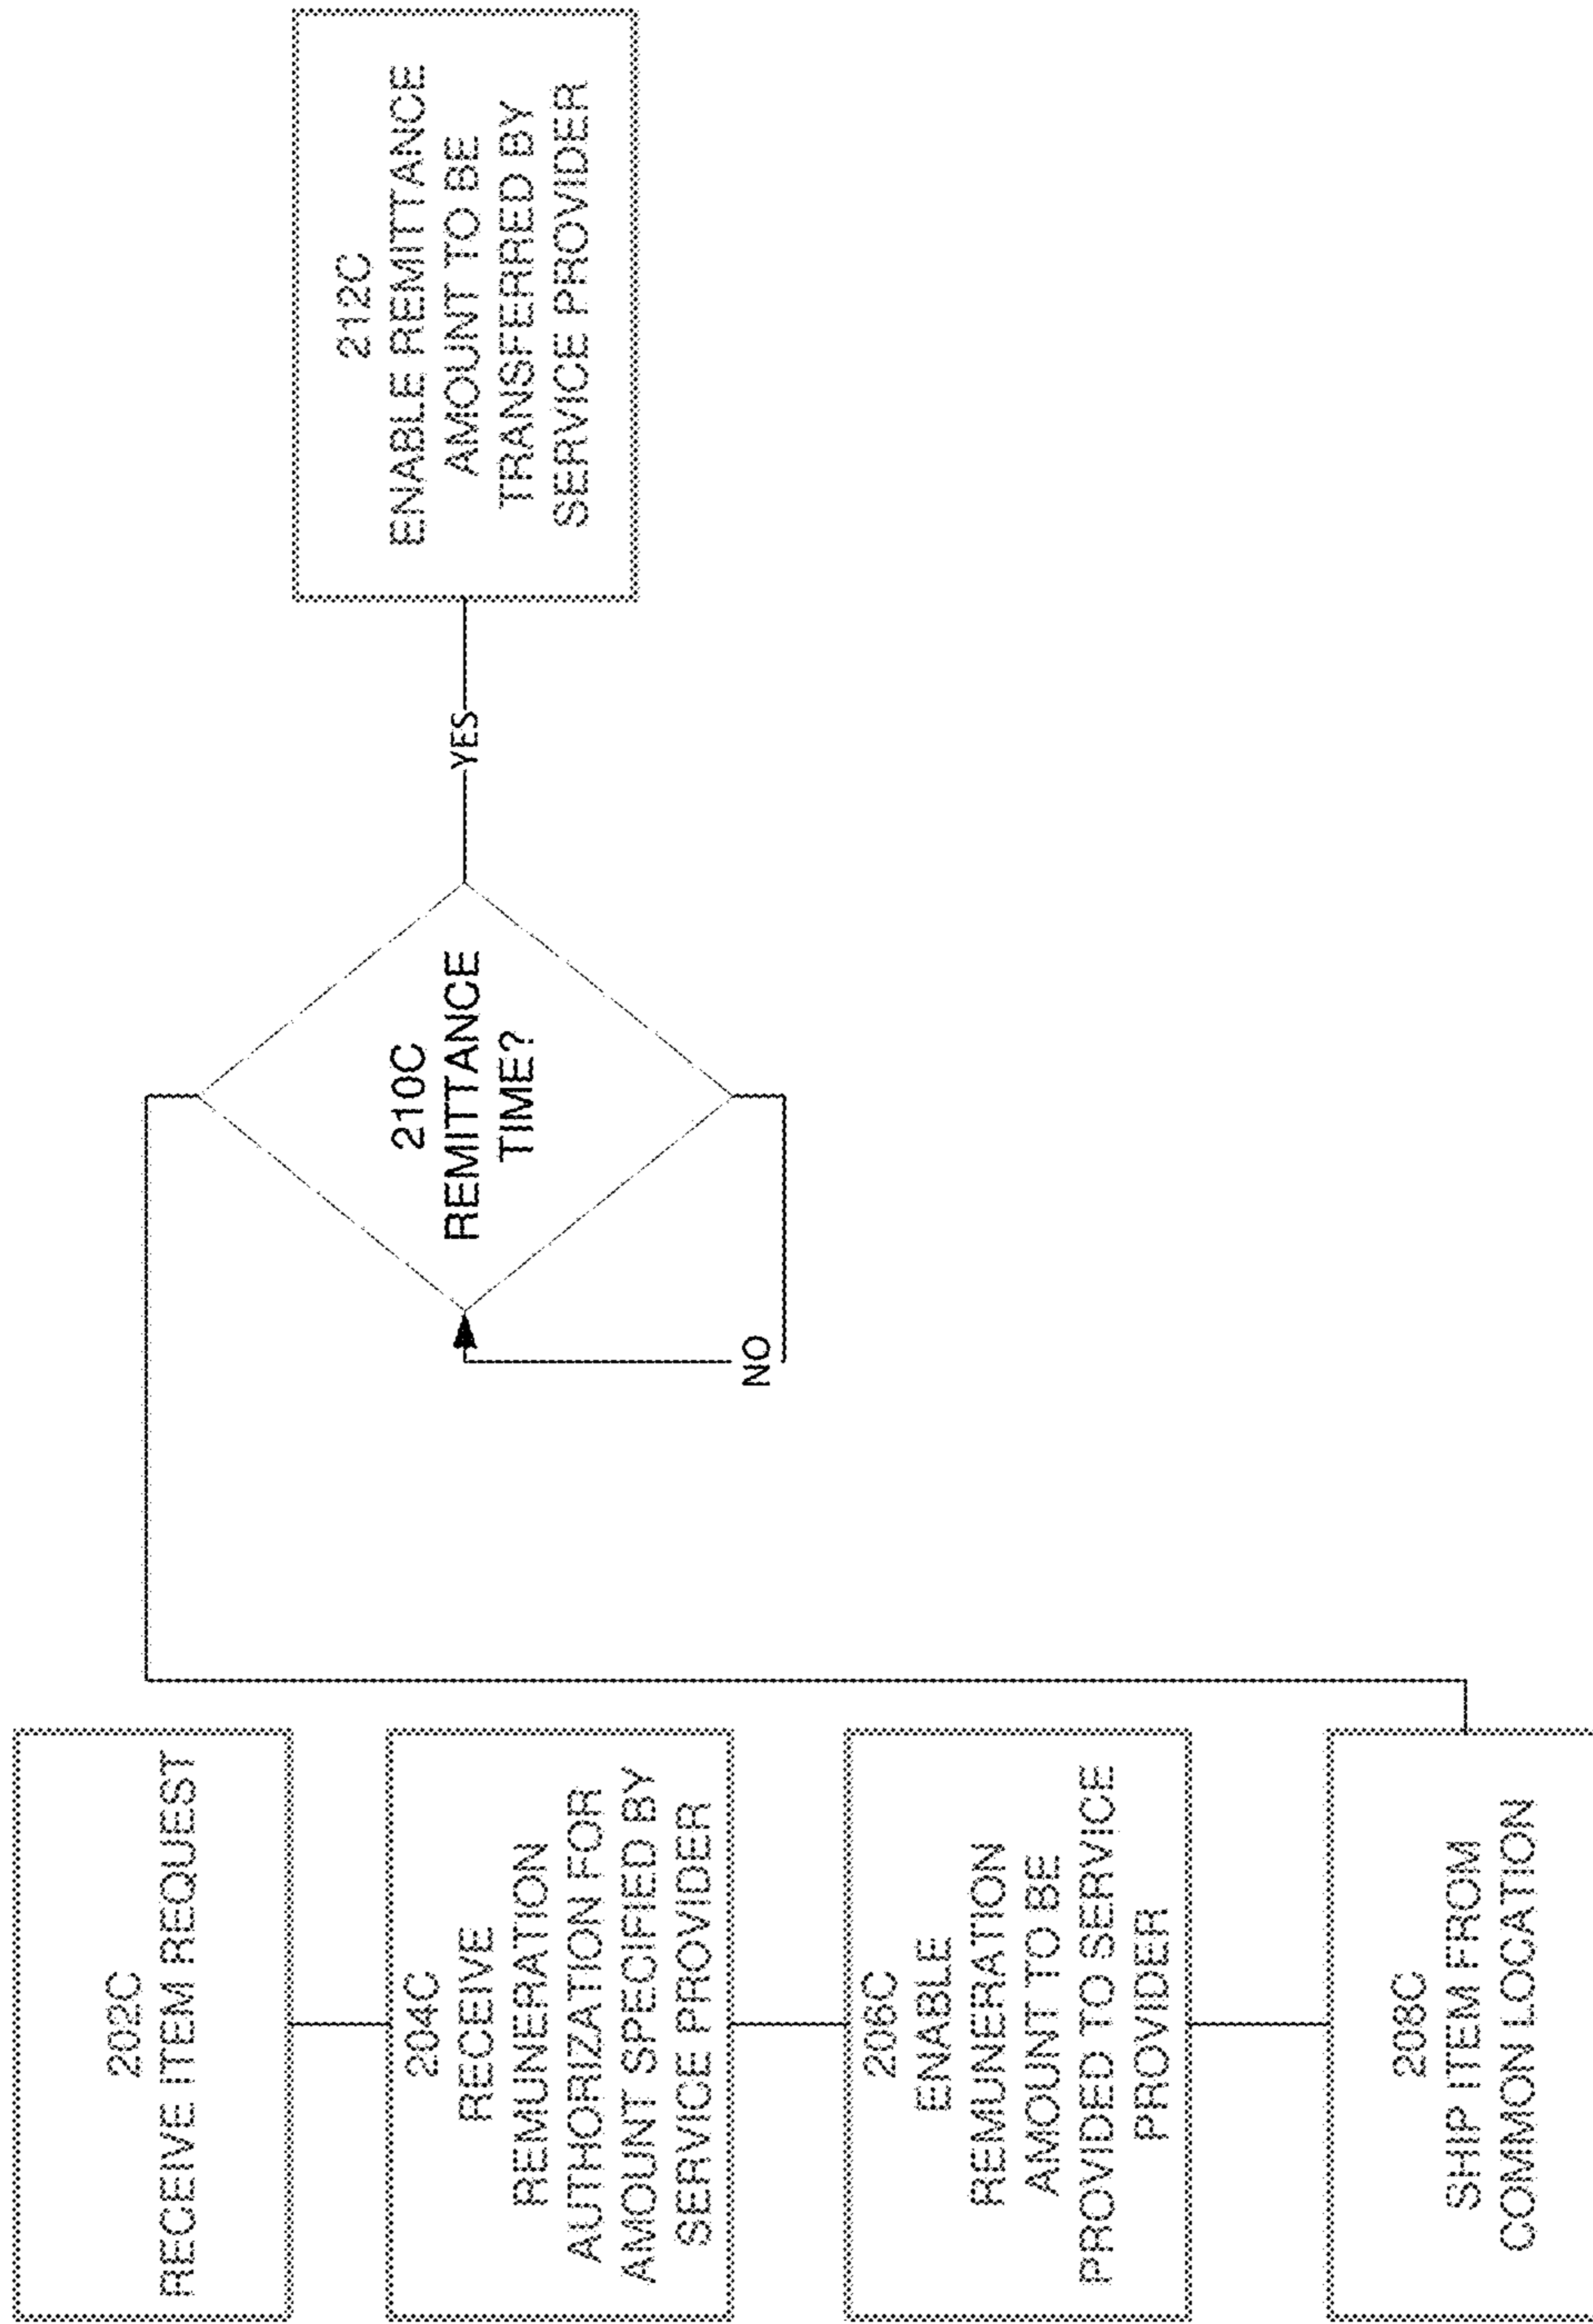 202C
RECEIVE ITEM REQUEST
204C
RECEIVE
REMUNERATION
AUTHORIZATION FOR
AMOUNT SPECIFIED BY
SERVICE PROVIDER
206C
ENABLE
REMUNERATION
AMOUNT TO BE
PROVIDED TO SERVICE
PROVIDER
208C
SHIP ITEM FROM
COMMON LOCATION
210C
REMITTANCE
TIME?
NO
YES
212C
ENABLE REMITTANCE
AMOUNT TO BE
TRANSFERRED BY
SERVICE PROVIDER